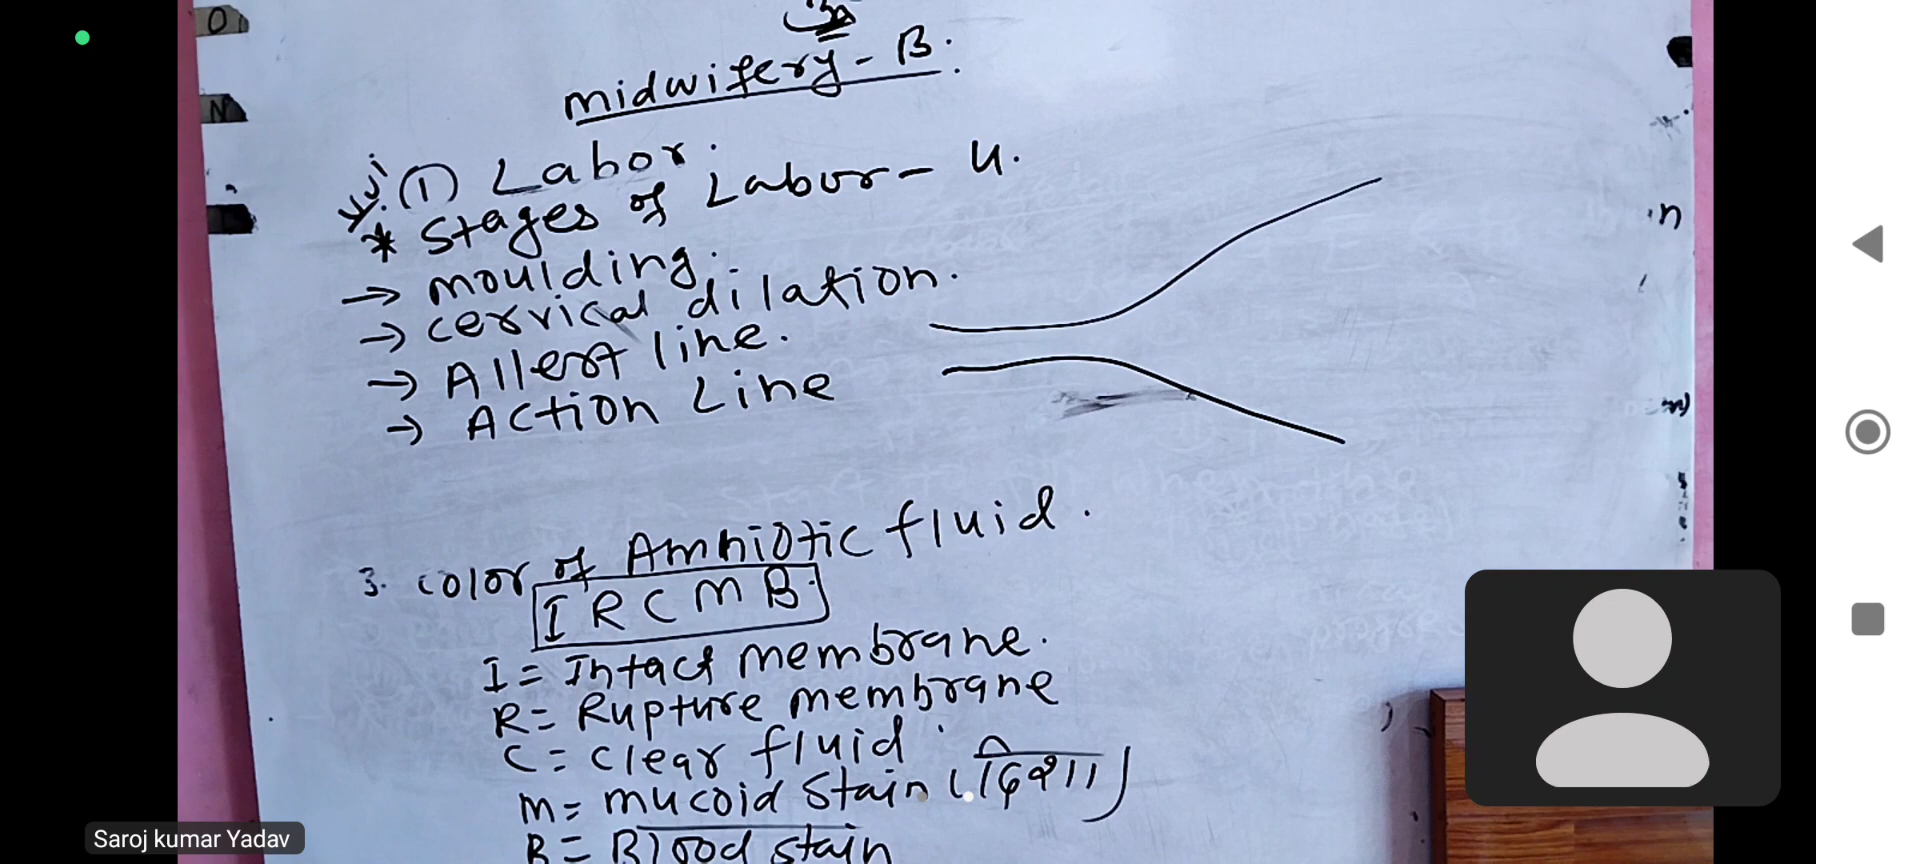 midwifery - B.
① Labor.
* Stages of Labor - 4.
→ moulding.
→ cervical dilation.
→ Allert line.
→ Action Line
3. color of Amniotic fluid.
I R C M B.
I = Intact membrane.
R = Rupture membrane
C = clear fluid.
M = mucoid stain (दिशा)
B = Blood stain
O
N
n
Saroj kumar Yadav